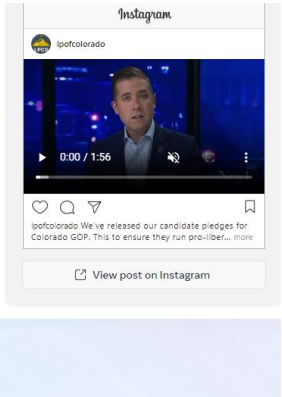 Instagram
lpofcolorado
0:00 / 1:56
lpofcolorado We've released our candidate pledges for
Colorado GOP. This to ensure they run pro-liber... more
View post on Instagram